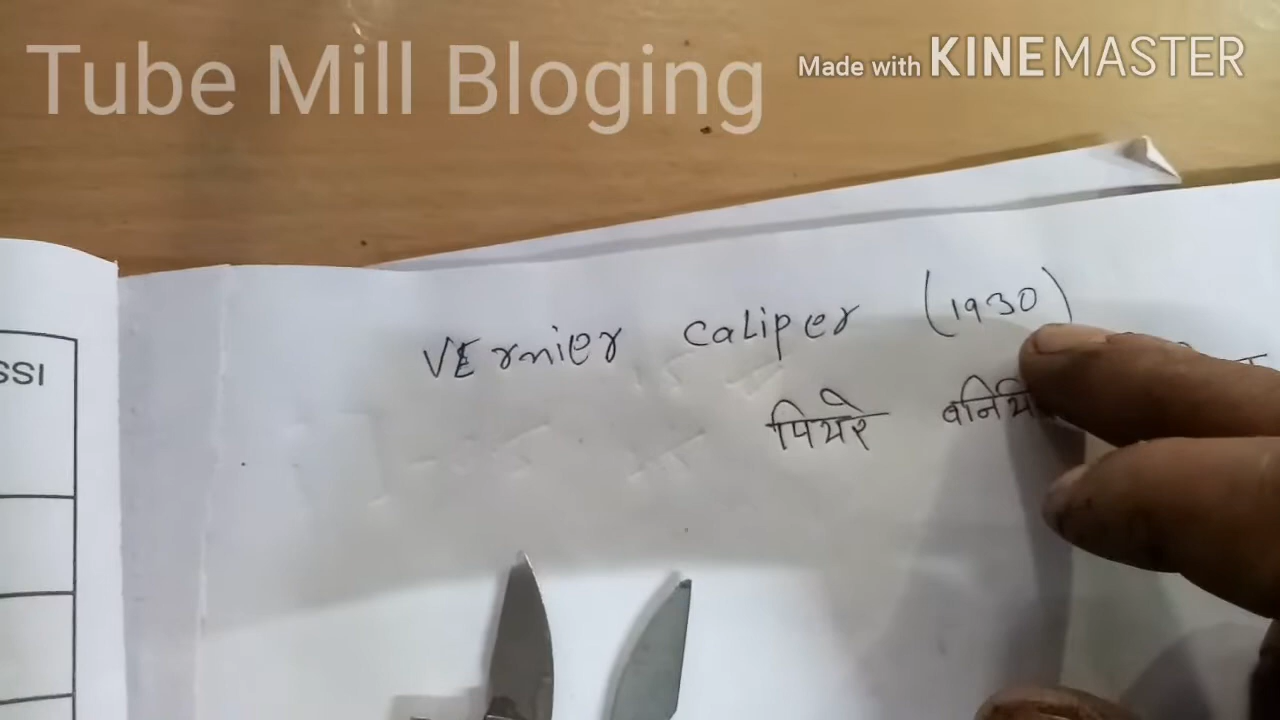 Tube Mill Bloging
Made with KINEMASTER
VErnier caliper (1930)
पियरे
SSI